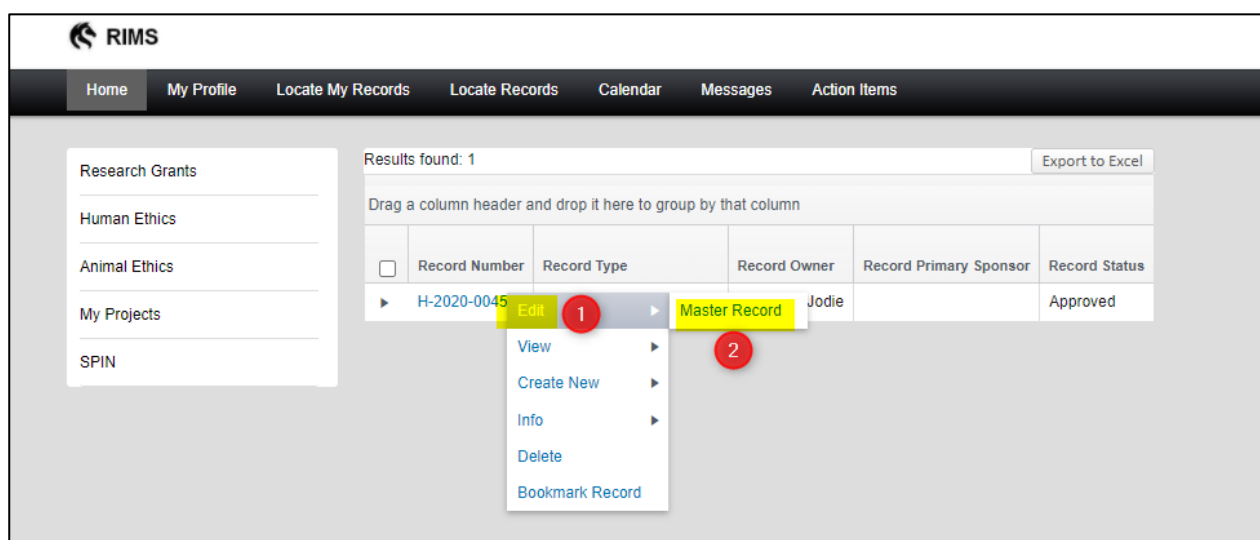 RIMS
Home My Profile Locate My Records Locate Records Calendar Messages Action Items
Research Grants
Human Ethics
Animal Ethics
My Projects
SPIN
Results found: 1
Export to Excel
Drag a column header and drop it here to group by that column
Record Number Record Type Record Owner Record Primary Sponsor Record Status
H-2020-0045 Jodie Approved
Edit 1 Master Record
2
View
Create New
Info
Delete
Bookmark Record